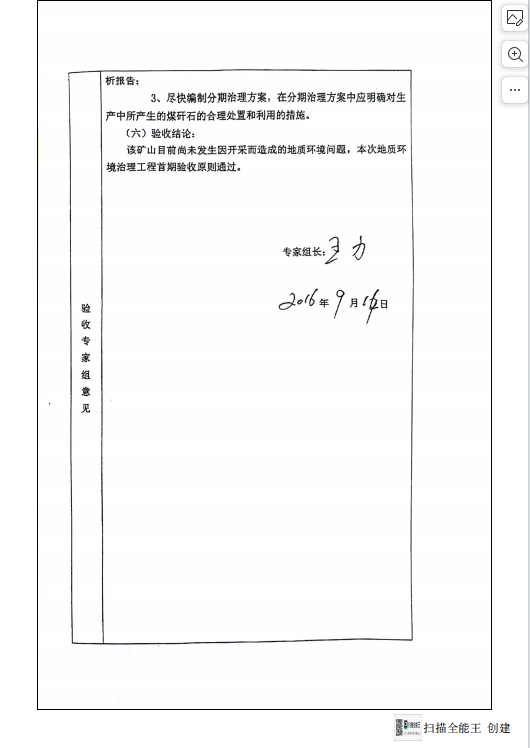 析报告；
3、尽快编制分期治理方案，在分期治理方案中应明确对生
产中所产生的煤矸石的合理处置和利用的措施。
（六）验收结论：
该矿山目前尚未发生因开采而造成的地质环境问题，本次地质环
境治理工程首期验收原则通过。
专家组长：王力
2016年9月 日
验收专家组意见
扫描全能王 创建